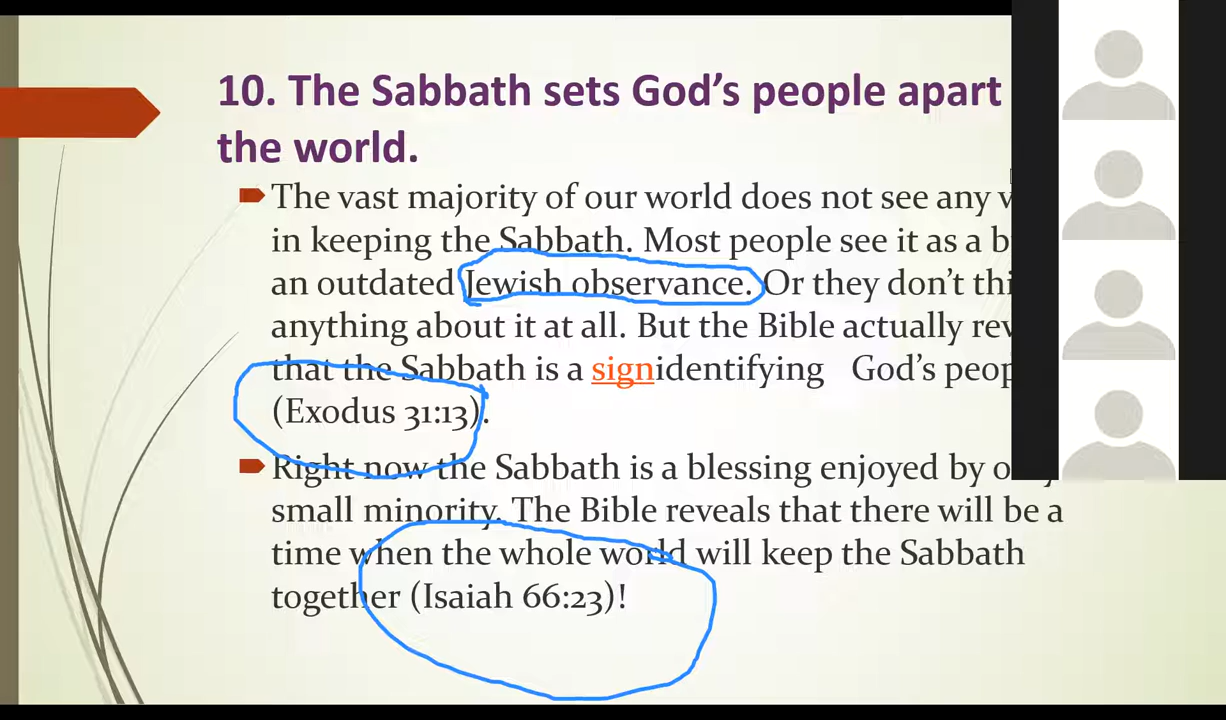 10. The Sabbath sets God's people apart
the world.
The vast majority of our world does not see any
in keeping the Sabbath. Most people see it as a
an outdated Jewish observance. Or they don't
anything about it at all. But the Bible actually
that the Sabbath is a signidentifying God's
(Exodus 31:13).
Right now the Sabbath is a blessing enjoyed by
small minority. The Bible reveals that there will be a
time when the whole world will keep the Sabbath
together (Isaiah 66:23)!